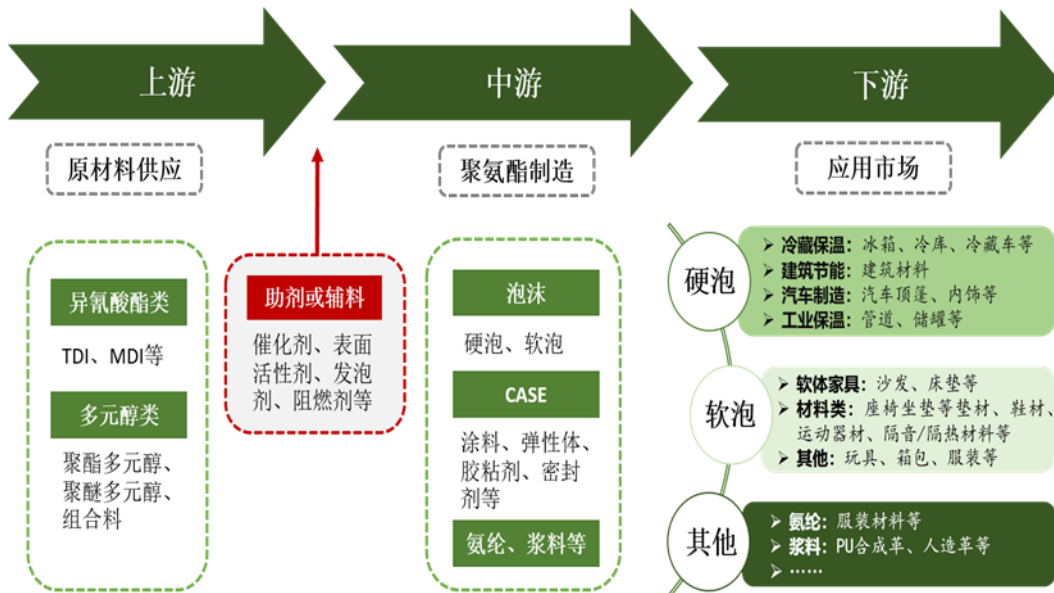 上游
中游
下游
原材料供应
聚氨酯制造
应用市场
异氰酸酯类
TDI、MDI等
多元醇类
聚酯多元醇、
聚醚多元醇、
组合料
助剂或辅料
催化剂、表面
活性剂、发泡
剂、阻燃剂等
泡沫
硬泡、软泡
CASE
涂料、弹性体、
胶粘剂、密封
剂等
氨纶、浆料等
硬泡
➢ 冷藏保温：冰箱、冷库、冷藏车等
➢ 建筑节能：建筑材料
➢ 汽车制造：汽车顶篷、内饰等
➢ 工业保温：管道、储罐等
软泡
➢ 软体家具：沙发、床垫等
➢ 材料类：座椅坐垫等垫材、鞋材、
运动器材、隔音/隔热材料等
➢ 其他：玩具、箱包、服装等
其他
➢ 氨纶：服装材料等
➢ 浆料：PU合成革、人造革等
➢ ……